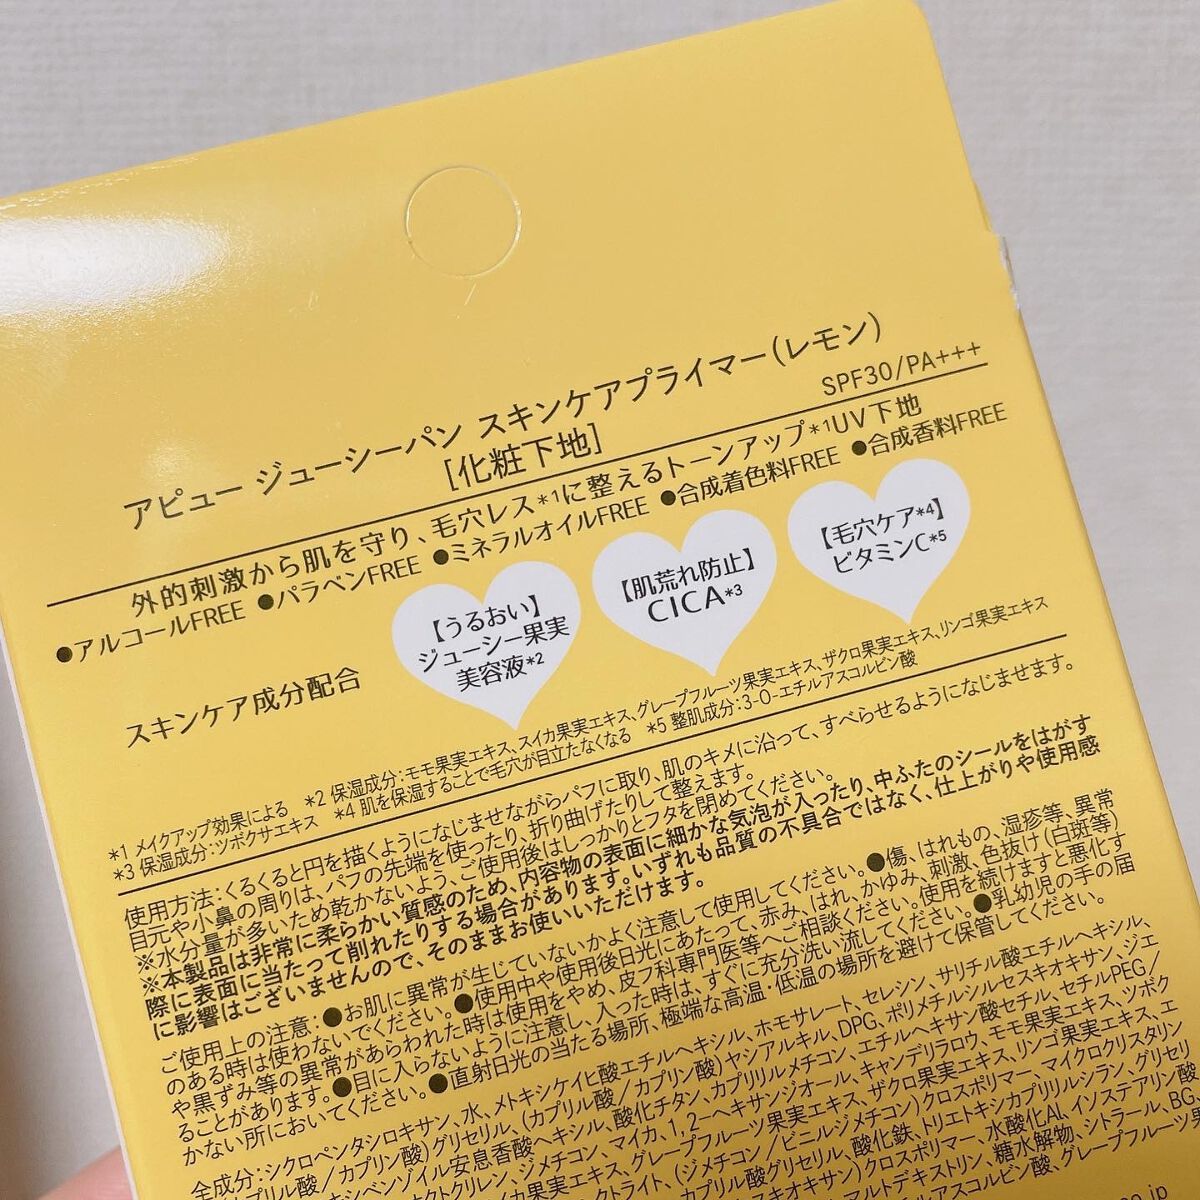 アピュー ジューシーパン スキンケアプライマー(レモン)
[化粧下地]
SPF30/PA+++
外的刺激から肌を守り、毛穴レス*1に整えるトーンアップ*1UV下地
●アルコールFREE ●パラベンFREE ●ミネラルオイルFREE ●合成着色料FREE ●合成香料FREE
スキンケア成分配合
【うるおい】
ジューシー果実
美容液*2
【肌荒れ防止】
CICA*3
【毛穴ケア*4】
ビタミンC*5
*1 メイクアップ効果による *2 保湿成分:モモ果実エキス、スイカ果実エキス、グレープフルーツ果実エキス、ザクロ果実エキス、リンゴ果実エキス
*3 保湿成分:ツボクサエキス *4 肌を保湿することで毛穴が目立たなくなる *5 整肌成分:3-O-エチルアスコルビン酸
使用方法:くるくると円を描くようになじませながらパフに取り、肌のキメに沿って、すべらせるようになじませます。
目元や小鼻の周りは、パフの先端を使ったり、折り曲げたりして整えます。
※水分量が多いため乾かないよう、ご使用後はしっかりとフタを閉めてください。
※本製品は非常に柔らかい質感のため、内容物の表面に細かな気泡が入ったり、中ふたのシールをはがす
際に表面に当たって削れたりする場合があります。いずれも品質の不具合ではなく、仕上がりや使用感
に影響はございませんので、そのままお使いいただけます。
ご使用上の注意:●お肌に異常が生じていないかよく注意して使用してください。●傷、はれもの、湿疹等、異常
のある時は使わないでください。●使用中や使用後日光にあたって、赤み、はれ、かゆみ、刺激、色抜け(白斑等)
や黒ずみ等の異常があらわれた時は使用をやめ、皮フ科専門医等へご相談ください。使用を続けますと悪化す
ることがあります。●目に入らないように注意し、入った時は、すぐに充分洗い流してください。●乳幼児の手の届
かない所においてください。●直射日光の当たる場所、極端な高温・低温の場所を避けて保管してください。
全成分:シクロペンタシロキサン、水、メトキシケイヒ酸エチルヘキシル、ホモサレート、セレシン、サリチル酸エチルヘキシル、